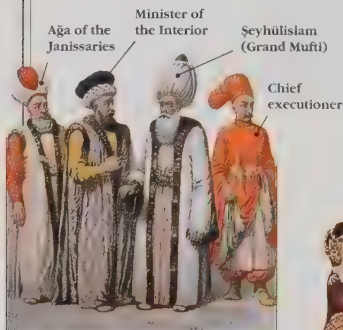 Ağa of the
Janissaries
Minister of
the Interior
Şeyhülislam
(Grand Mufti)
Chief
executioner